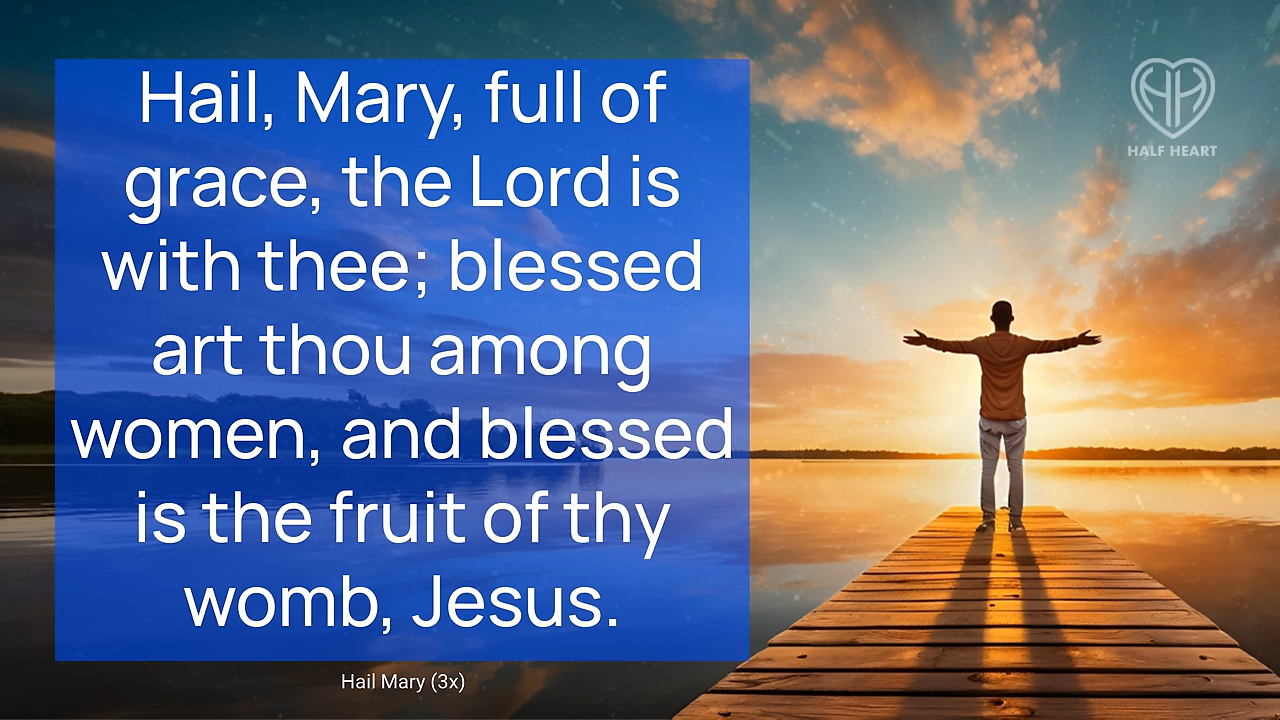 Hail, Mary, full of
grace, the Lord is
with thee; blessed
art thou among
women, and blessed
is the fruit of thy
womb, Jesus.
Hail Mary (3x)
HALF HEART